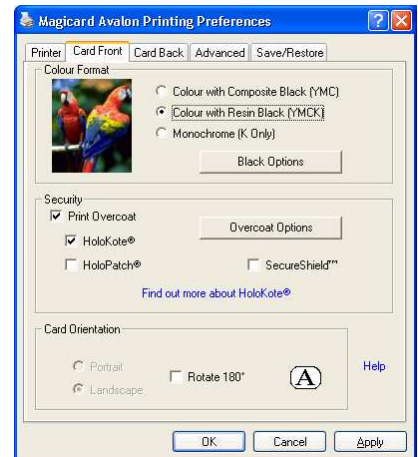 Magicard Avalon Printing Preferences
Printer Card Front Card Back Advanced Save/Restore
Colour Format
Colour with Composite Black (YMC)
Colour with Resin Black (YMCK)
Monochrome (K Only)
Black Options
Security
Print Overcoat
Overcoat Options
HoloKote®
HoloPatch® SecureShield™
Find out more about HoloKote®
Card Orientation
Portrait
Landscape
Rotate 180°
A
Help
OK Cancel Apply